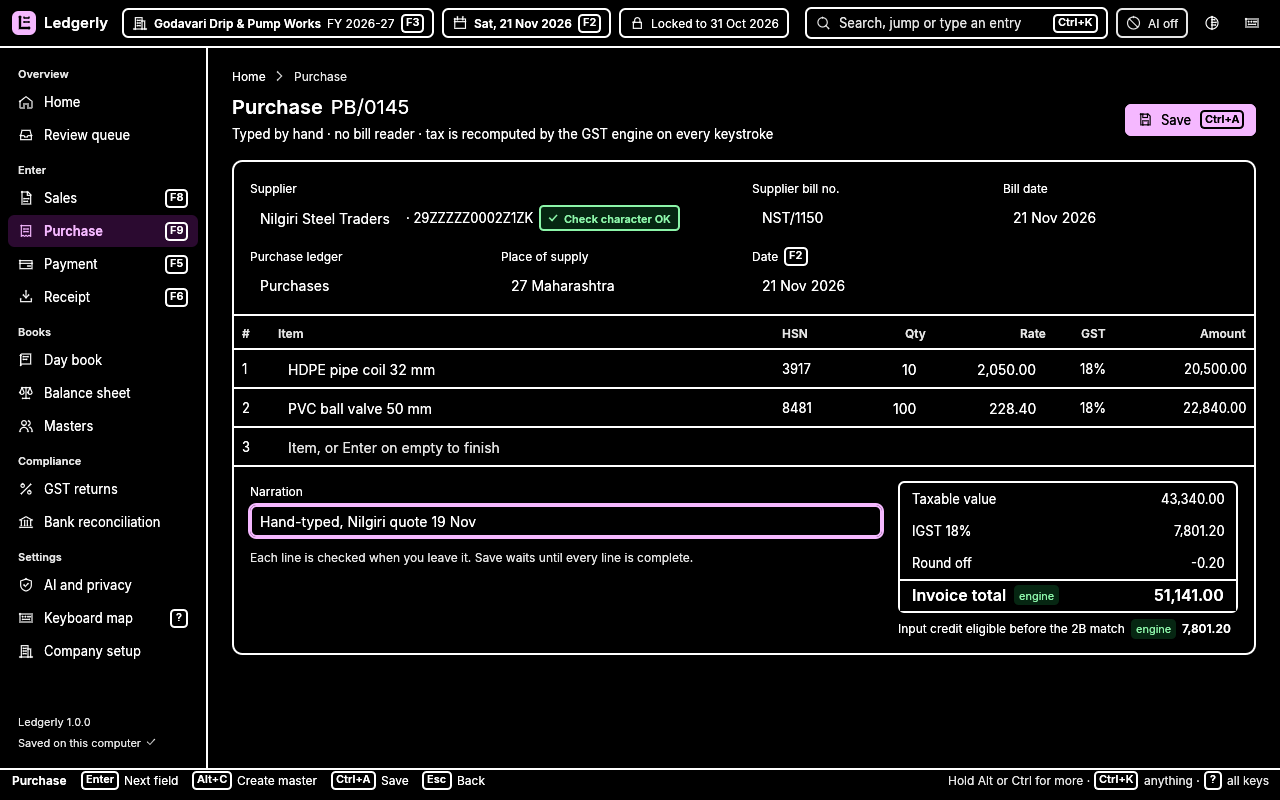 Ledgerly
Godavari Drip & Pump Works FY 2026-27 F3
Sat, 21 Nov 2026 F2
Locked to 31 Oct 2026
Search, jump or type an entry Ctrl+K
AI off
Overview
Home
Review queue
Enter
Sales F8
Purchase F9
Payment F5
Receipt F6
Books
Day book
Balance sheet
Masters
Compliance
GST returns
Bank reconciliation
Settings
AI and privacy
Keyboard map ?
Company setup
Ledgerly 1.0.0
Saved on this computer
Home Purchase
Purchase PB/0145
Typed by hand · no bill reader · tax is recomputed by the GST engine on every keystroke
Save Ctrl+A
Supplier Supplier bill no. Bill date
Nilgiri Steel Traders · 29ZZZZZ0002Z1ZK Check character OK NST/1150 21 Nov 2026
Purchase ledger Place of supply Date F2
Purchases 27 Maharashtra 21 Nov 2026
# Item HSN Qty Rate GST Amount
1 HDPE pipe coil 32 mm 3917 10 2,050.00 18% 20,500.00
2 PVC ball valve 50 mm 8481 100 228.40 18% 22,840.00
3 Item, or Enter on empty to finish
Narration
Hand-typed, Nilgiri quote 19 Nov
Each line is checked when you leave it. Save waits until every line is complete.
Taxable value 43,340.00
IGST 18% 7,801.20
Round off -0.20
Invoice total engine 51,141.00
Input credit eligible before the 2B match engine 7,801.20
Purchase Enter Next field Alt+C Create master Ctrl+A Save Esc Back
Hold Alt or Ctrl for more · Ctrl+K anything · ? all keys